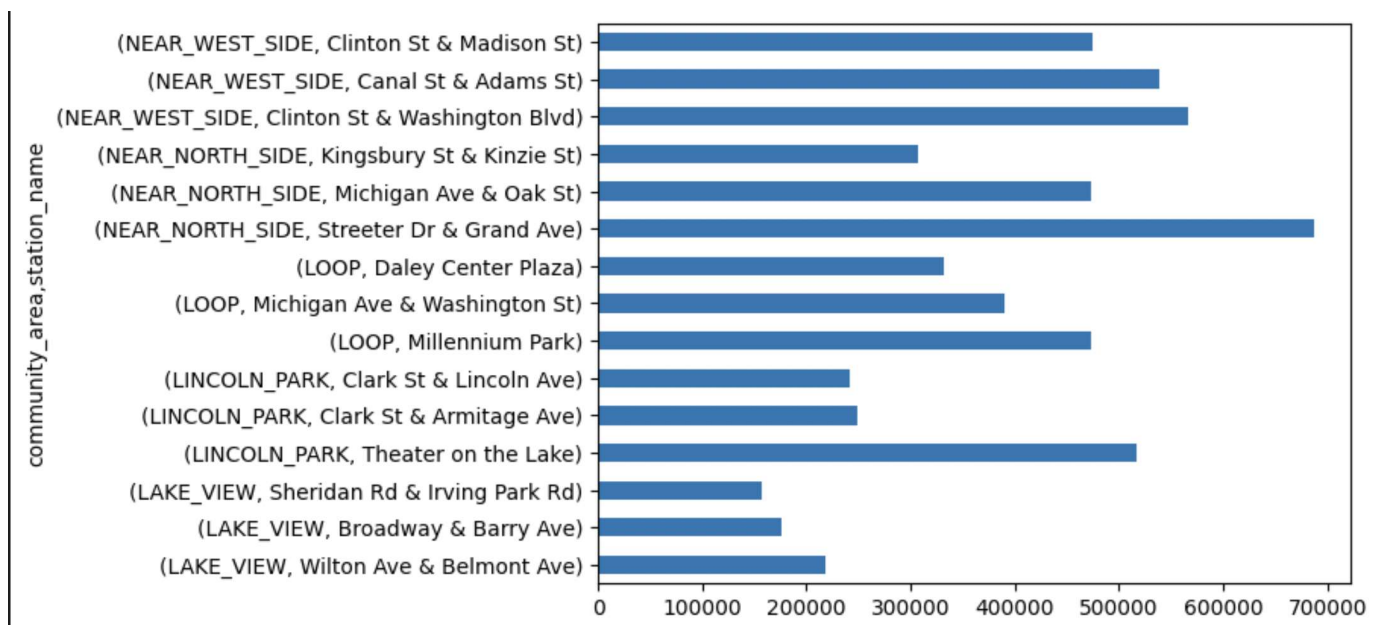 (NEAR_WEST_SIDE, Clinton St & Madison St)
(NEAR_WEST_SIDE, Canal St & Adams St)
(NEAR_WEST_SIDE, Clinton St & Washington Blvd)
(NEAR_NORTH_SIDE, Kingsbury St & Kinzie St)
(NEAR_NORTH_SIDE, Michigan Ave & Oak St)
(NEAR_NORTH_SIDE, Streeter Dr & Grand Ave)
(LOOP, Daley Center Plaza)
(LOOP, Michigan Ave & Washington St)
(LOOP, Millennium Park)
(LINCOLN_PARK, Clark St & Lincoln Ave)
(LINCOLN_PARK, Clark St & Armitage Ave)
(LINCOLN_PARK, Theater on the Lake)
(LAKE_VIEW, Sheridan Rd & Irving Park Rd)
(LAKE_VIEW, Broadway & Barry Ave)
(LAKE_VIEW, Wilton Ave & Belmont Ave)
community_area,station_name
0 100000 200000 300000 400000 500000 600000 700000